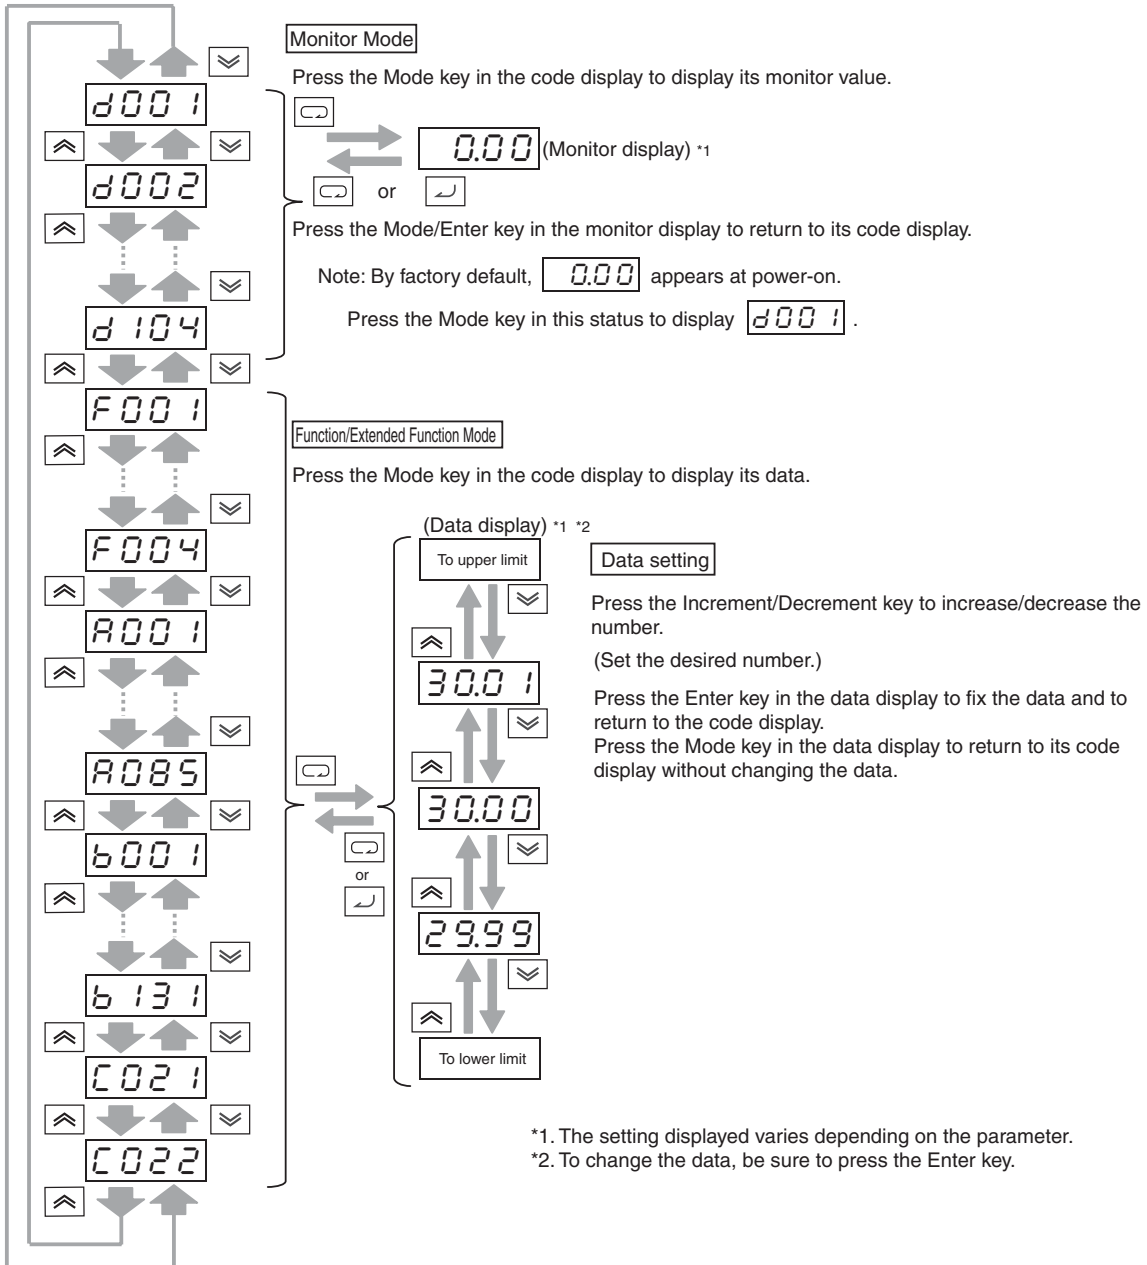 Monitor Mode
Press the Mode key in the code display to display its monitor value.
d001
0.00 (Monitor display) *1
d002
or
Press the Mode/Enter key in the monitor display to return to its code display.
Note: By factory default, 0.00 appears at power-on.
d104
Press the Mode key in this status to display d001 .
F001
Function/Extended Function Mode
Press the Mode key in the code display to display its data.
F004
A001
A085
b001
b131
C021
C022
or
(Data display) *1 *2
To upper limit
30.01
30.00
29.99
To lower limit
Data setting
Press the Increment/Decrement key to increase/decrease the
number.
(Set the desired number.)
Press the Enter key in the data display to fix the data and to
return to the code display.
Press the Mode key in the data display to return to its code
display without changing the data.
*1. The setting displayed varies depending on the parameter.
*2. To change the data, be sure to press the Enter key.